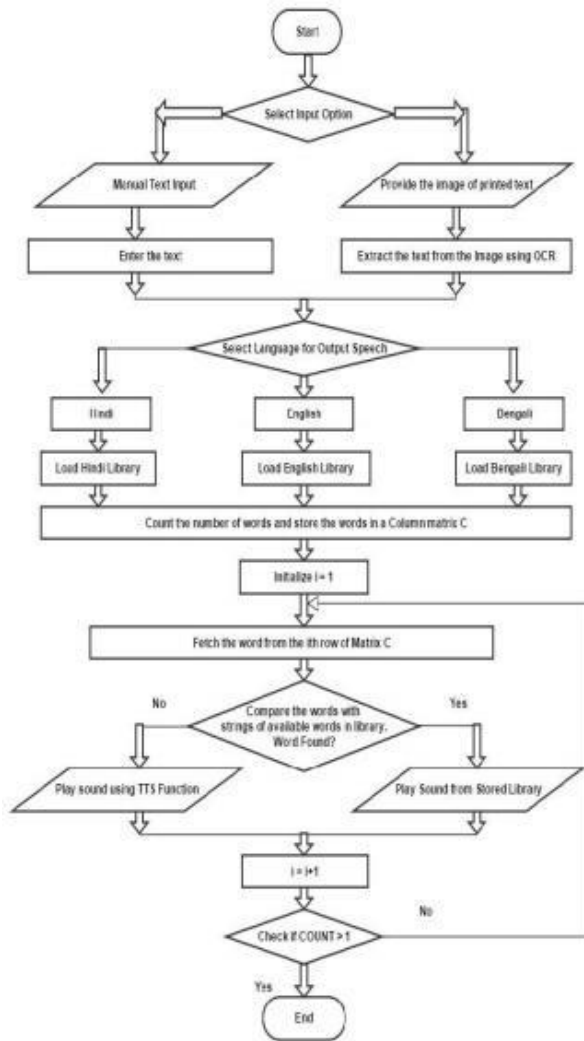 Start
Select Input Option
Manual Text Input
Provide the image of printed text
Enter the text
Extract the text from the Image using OCR
Select Language for Output Speech
Hindi
English
Bengali
Load Hindi Library
Load English Library
Load Bengali Library
Count the number of words and store the words in a Column matrix C
Initialize i = 1
Fetch the word from the ith row of Matrix C
No
Compare the words with
strings of available words in library.
Word Found?
Yes
Play sound using TTS Function
Play Sound from Stored Library
i = i+1
No
Check if COUNT > 1
Yes
End